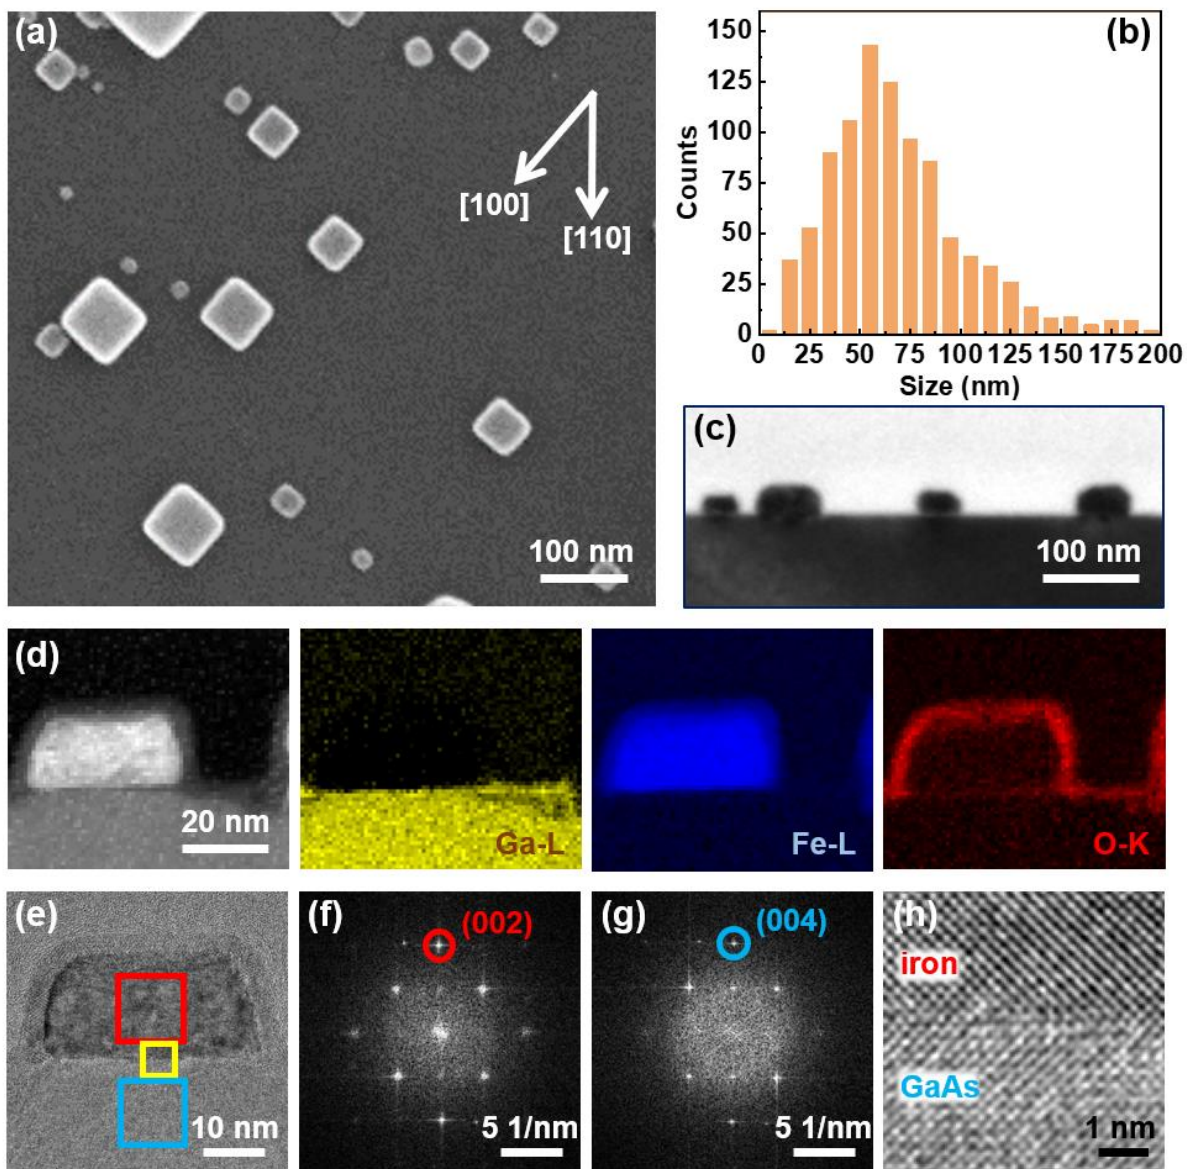 (a)
[100]
[110]
100 nm
(b)
Counts
150
125
100
75
50
25
0
0 25 50 75 100 125 150 175 200
Size (nm)
(c)
100 nm
(d)
20 nm
Ga-L
Fe-L
O-K
(e)
10 nm
(f)
(002)
5 1/nm
(g)
(004)
5 1/nm
(h)
iron
GaAs
1 nm